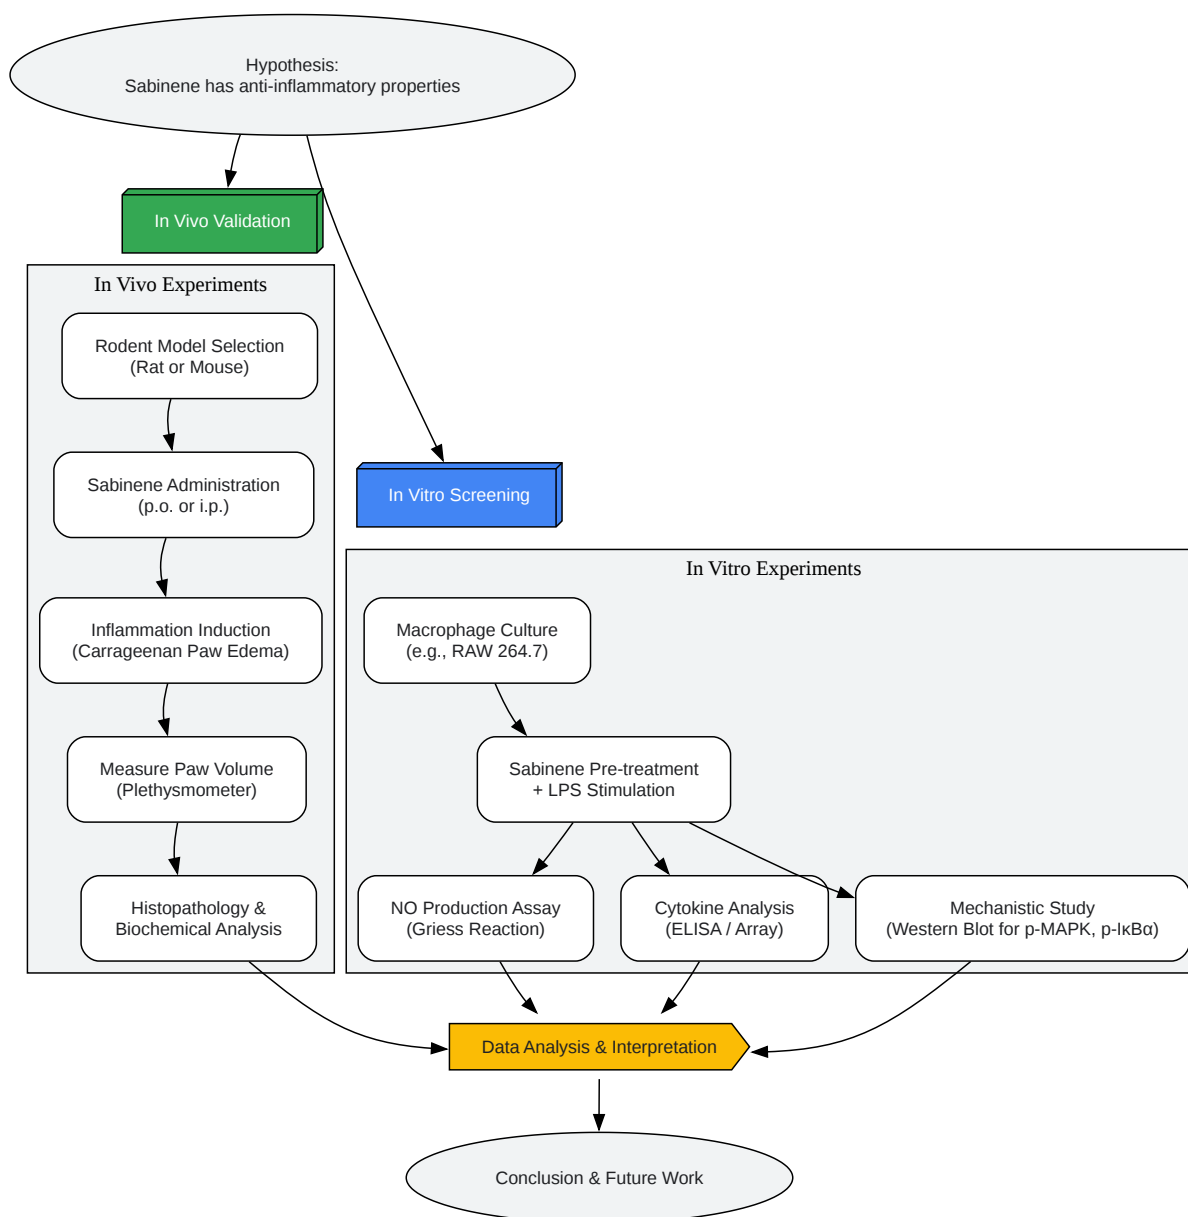 Hypothesis:
Sabinene has anti-inflammatory properties
In Vivo Validation
In Vivo Experiments
Rodent Model Selection
(Rat or Mouse)
Sabinene Administration
(p.o. or i.p.)
Inflammation Induction
(Carrageenan Paw Edema)
Measure Paw Volume
(Plethysmometer)
Histopathology &
Biochemical Analysis
In Vitro Screening
In Vitro Experiments
Macrophage Culture
(e.g., RAW 264.7)
Sabinene Pre-treatment
+ LPS Stimulation
NO Production Assay
(Griess Reaction)
Cytokine Analysis
(ELISA / Array)
Mechanistic Study
(Western Blot for p-MAPK, p-IκBα)
Data Analysis & Interpretation
Conclusion & Future Work